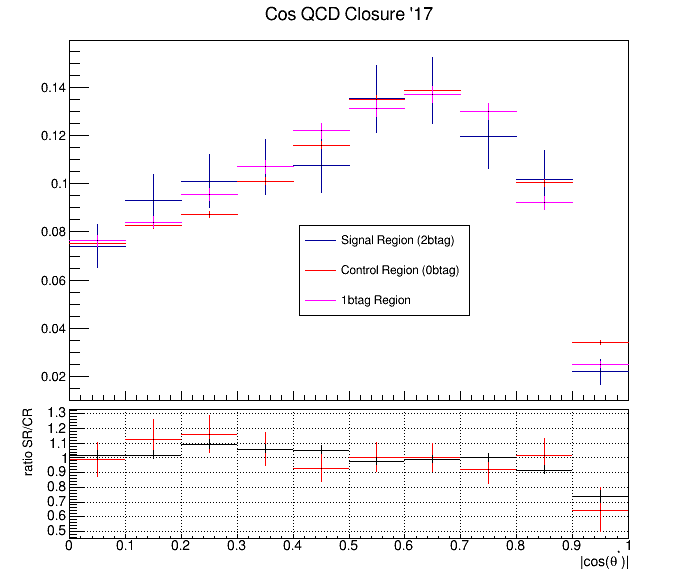 Cos QCD Closure '17
0.14
0.12
0.1
0.08
0.06
0.04
0.02
Signal Region (2btag)
Control Region (0btag)
1btag Region
ratio SR/CR
1.3
1.2
1.1
1
0.9
0.8
0.7
0.6
0.5
0 0.1 0.2 0.3 0.4 0.5 0.6 0.7 0.8 0.9 1
|cos(θ*)|